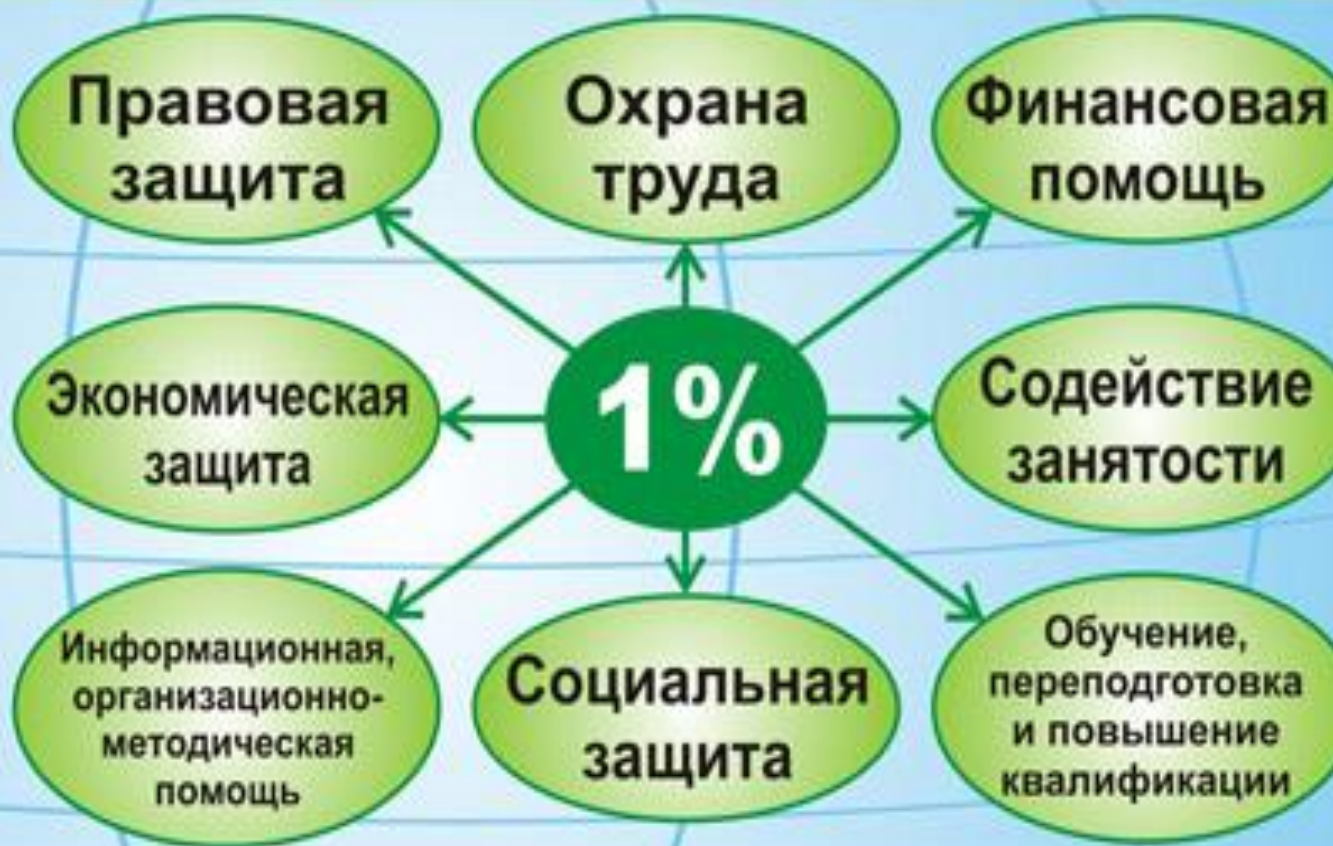 Правовая
защита
Охрана
труда
Финансовая
помощь
Экономическая
защита
1%
Содействие
занятости
Информационная,
организационно-
методическая
помощь
Социальная
защита
Обучение,
переподготовка
и повышение
квалификации